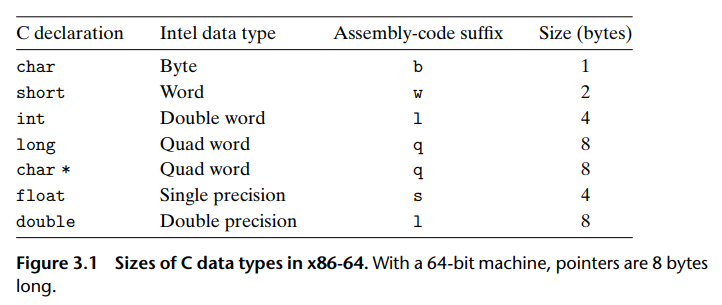 C declaration Intel data type Assembly-code suffix Size (bytes)
char Byte b 1
short Word w 2
int Double word l 4
long Quad word q 8
char * Quad word q 8
float Single precision s 4
double Double precision l 8
Figure 3.1 Sizes of C data types in x86-64. With a 64-bit machine, pointers are 8 bytes
long.